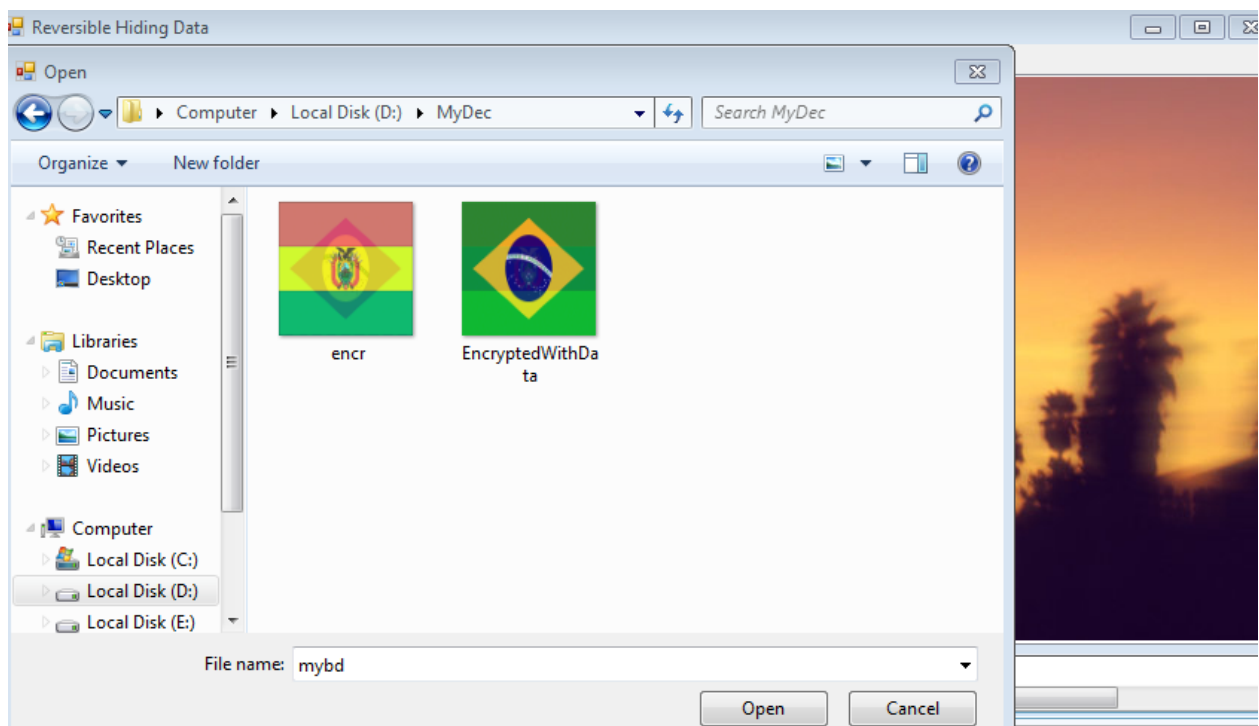 Reversible Hiding Data
Open
Computer Local Disk (D:) MyDec
Search MyDec
Organize
New folder
Favorites
Recent Places
Desktop
Libraries
Documents
Music
Pictures
Videos
Computer
Local Disk (C:)
Local Disk (D:)
Local Disk (E:)
encr
EncryptedWithDa
ta
File name: mybd
Open
Cancel